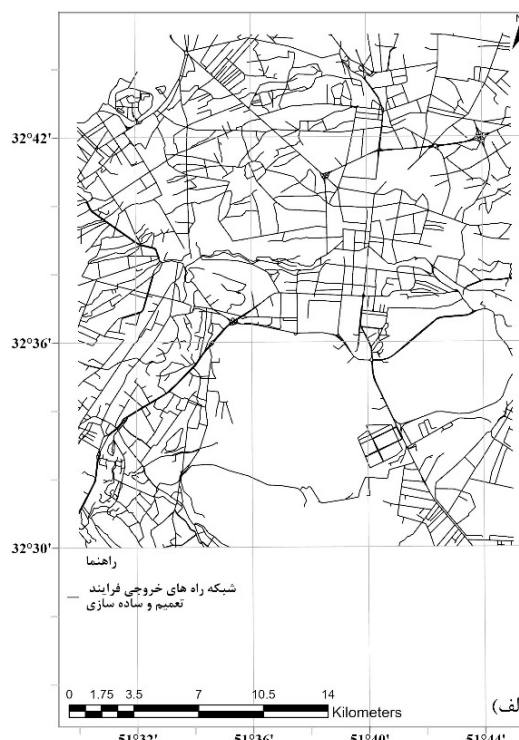 N
32°42'
32°36'
32°30'
راهنما
شبکه راه های خروجی فرایند
تعمیم و ساده سازی
0 1.75 3.5 7 10.5 14
Kilometers
الف)
51°32' 51°36' 51°40' 51°44'